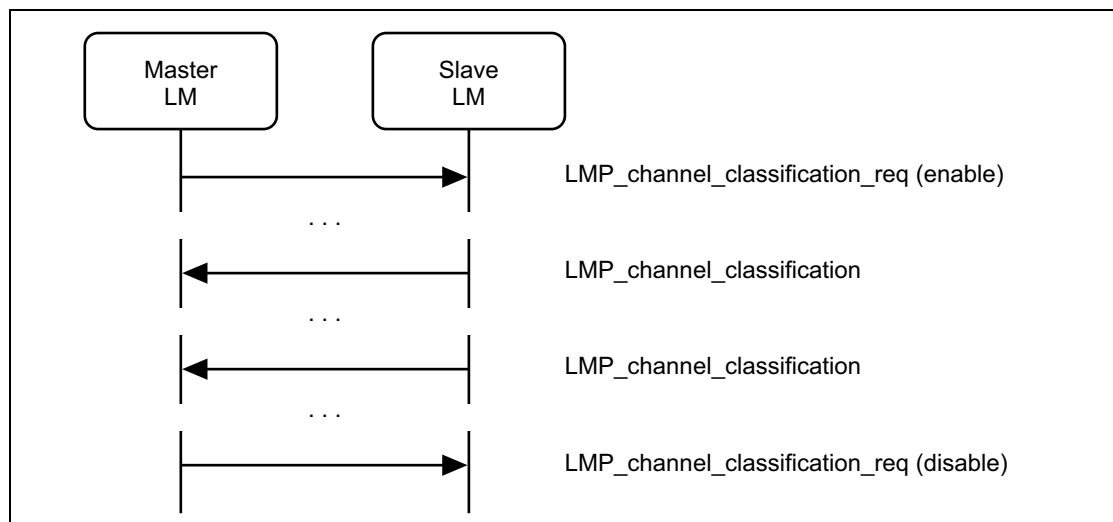 Master
LM
Slave
LM
LMP_channel_classification_req (enable)
. . .
LMP_channel_classification
. . .
LMP_channel_classification
. . .
LMP_channel_classification_req (disable)